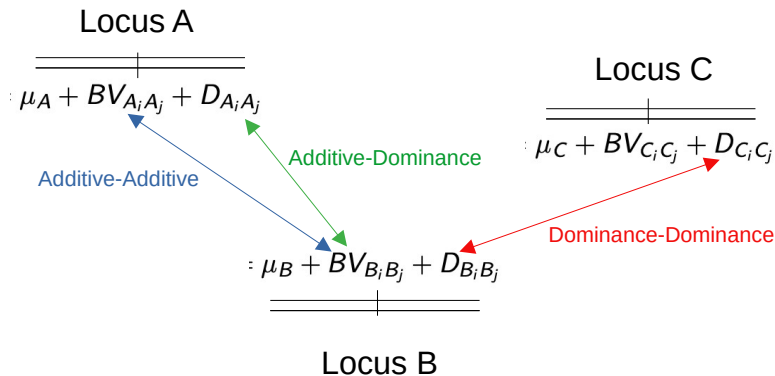 Locus A
: μ_A + BV_{A_iA_j} + D_{A_iA_j}
Locus C
: μ_C + BV_{C_iC_j} + D_{C_iC_j}
Additive-Dominance
Additive-Additive
Dominance-Dominance
: μ_B + BV_{B_iB_j} + D_{B_iB_j}
Locus B